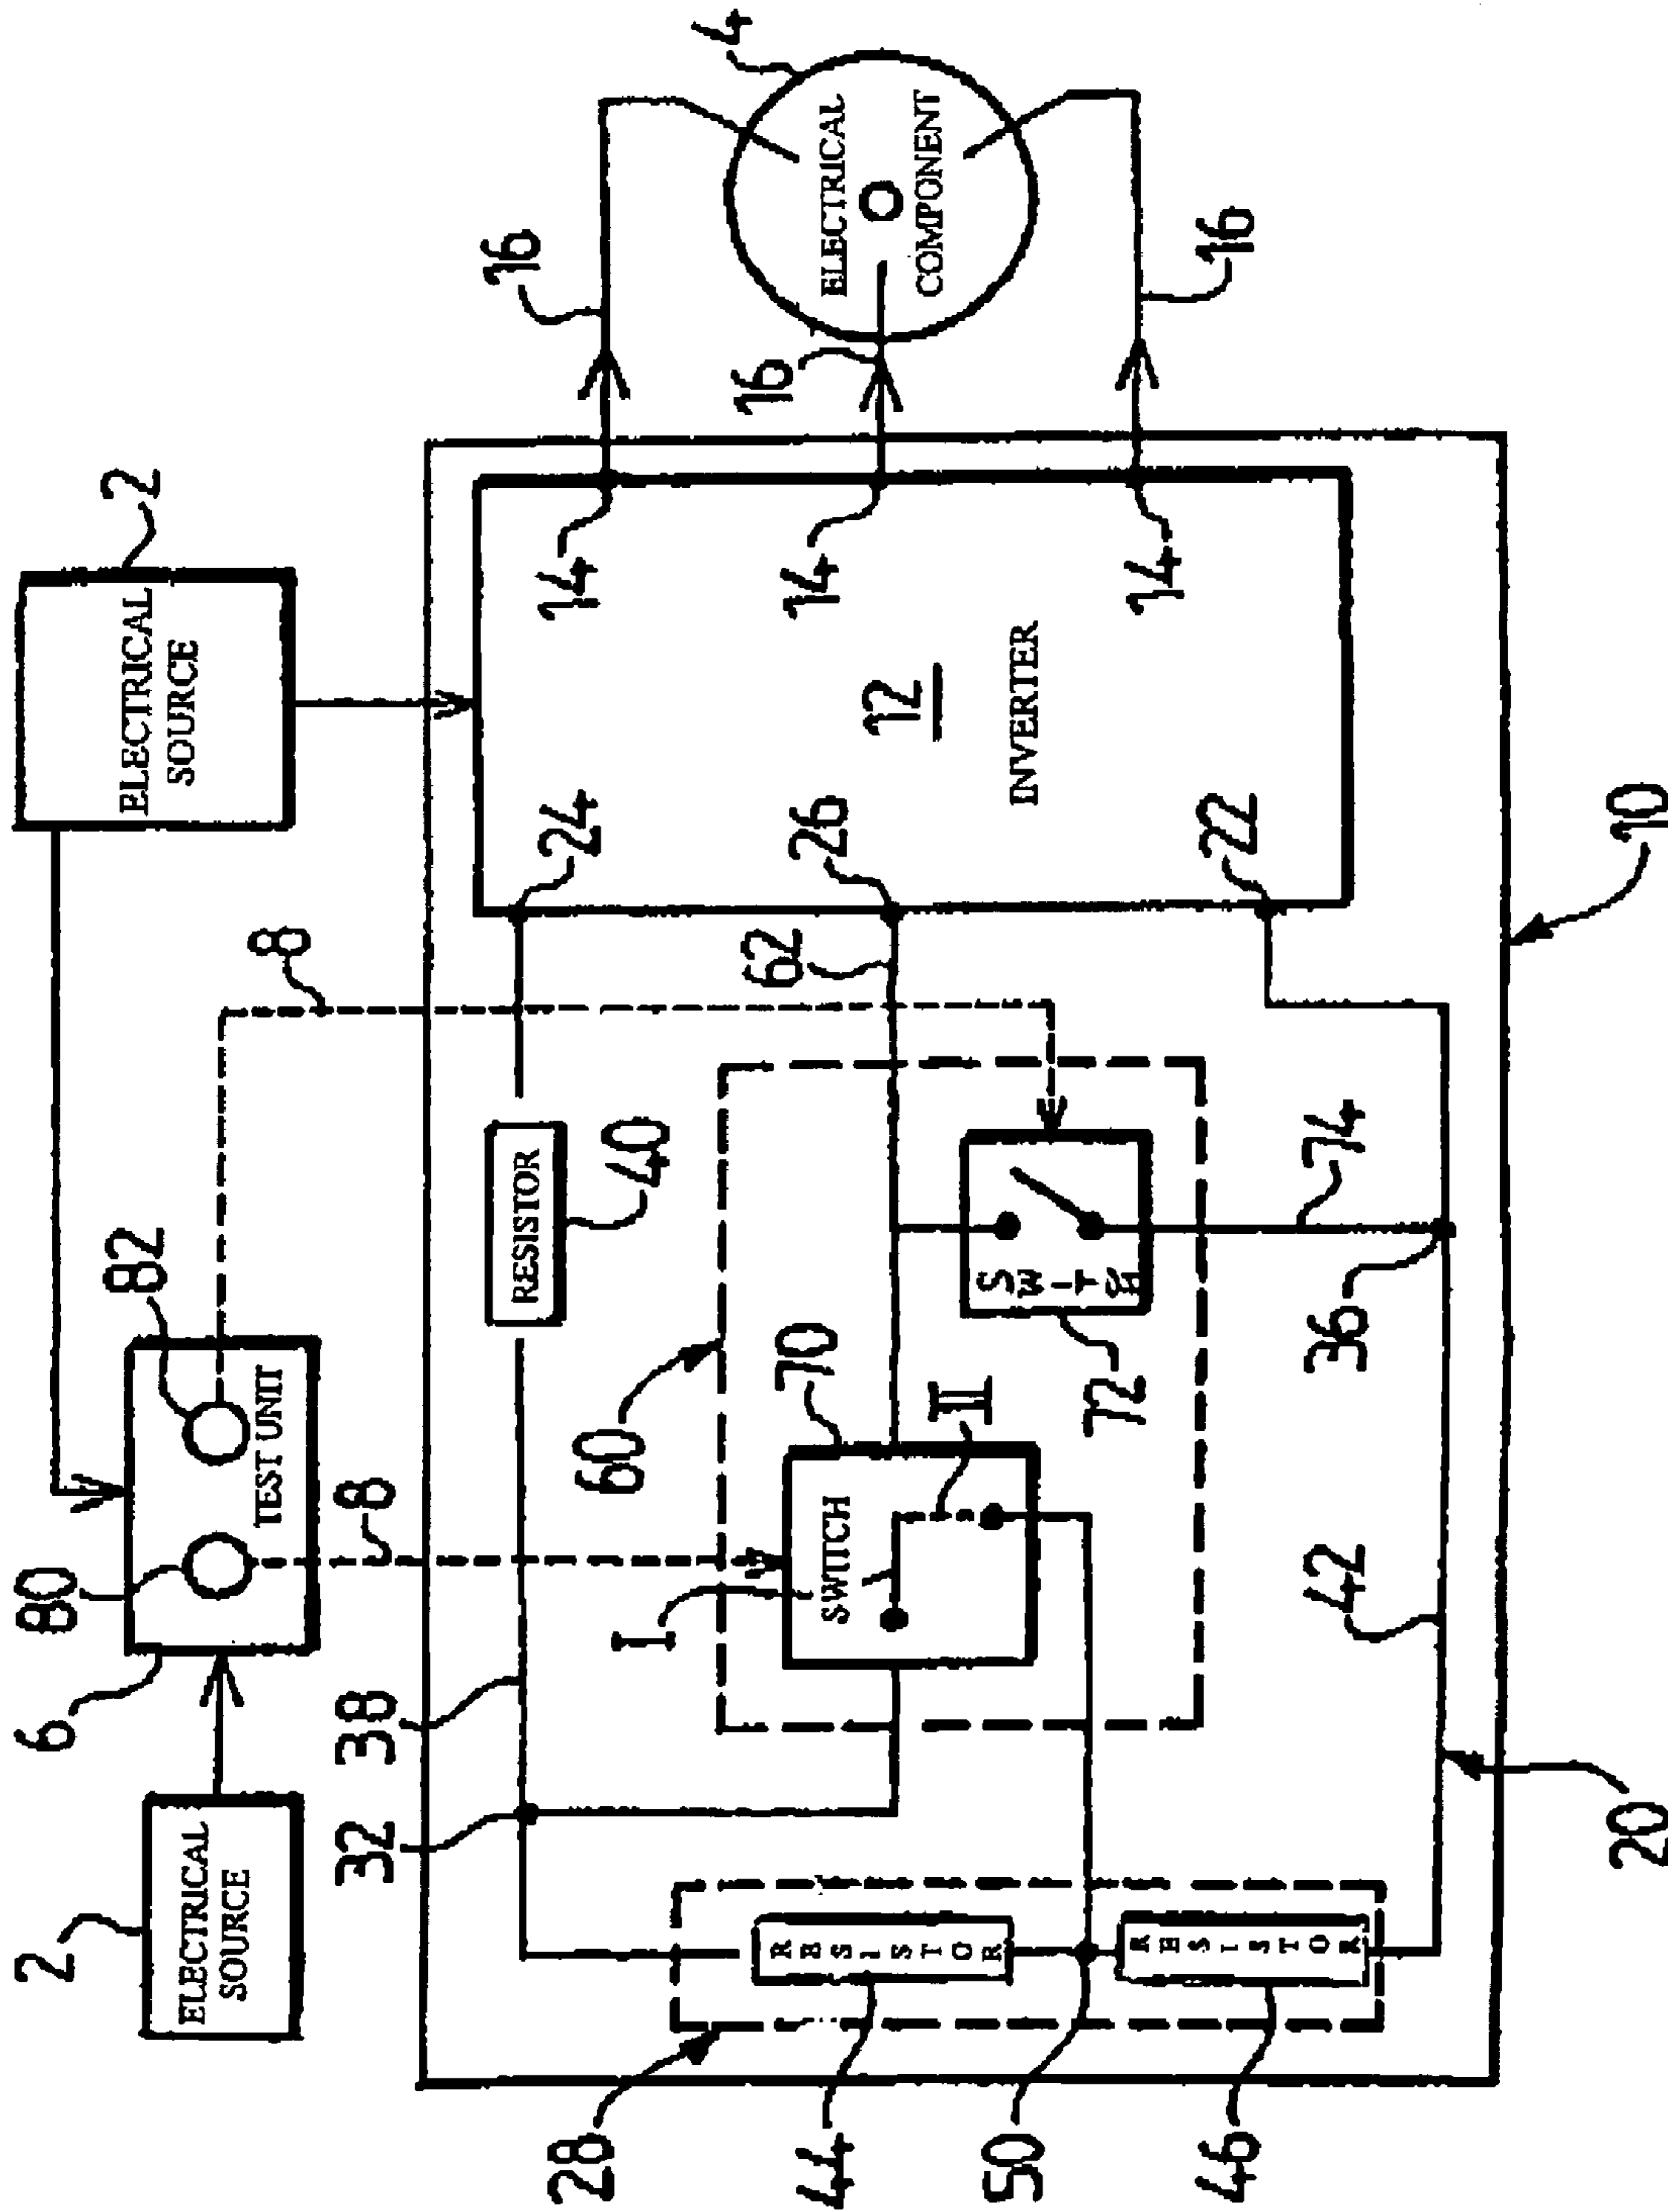 2
ELECTRICAL
SOURCE
6
80
82
TEST UNIT
8
8
2
ELECTRICAL
SOURCE
32
38
RESISTOR
40
24
14
16
28
60
I
SWITCH
70
II
62
26
12
INVERTER
14
16
4
ELECTRICAL
COMPONENT
44
RESISTOR
50
46
RESISTOR
SWITCH
72
74
36
42
22
14
16
20
10